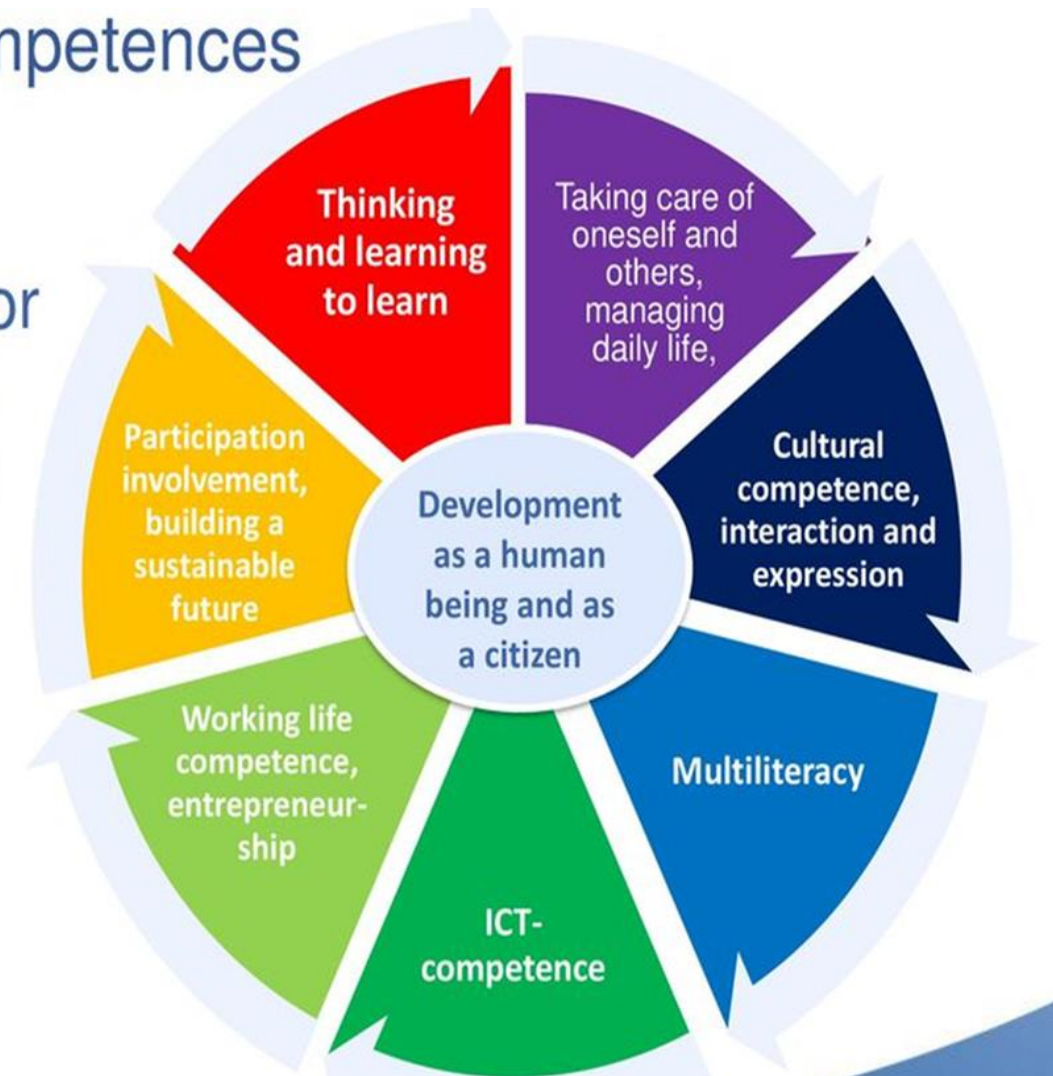 mpetences
or
Thinking
and learning
to learn
Taking care of
oneself and
others,
managing
daily life,
Cultural
competence,
interaction and
expression
Multiliteracy
ICT-
competence
Working life
competence,
entrepreneur-
ship
Participation
involvement,
building a
sustainable
future
Development
as a human
being and as
a citizen